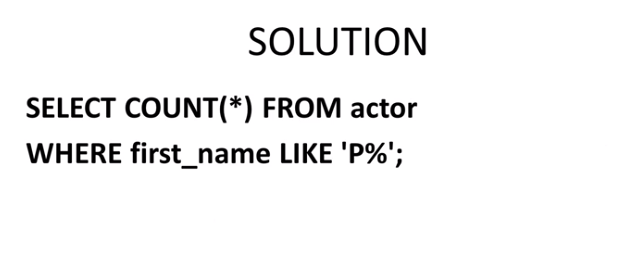 SOLUTION
SELECT COUNT(*) FROM actor
WHERE first_name LIKE 'P%';